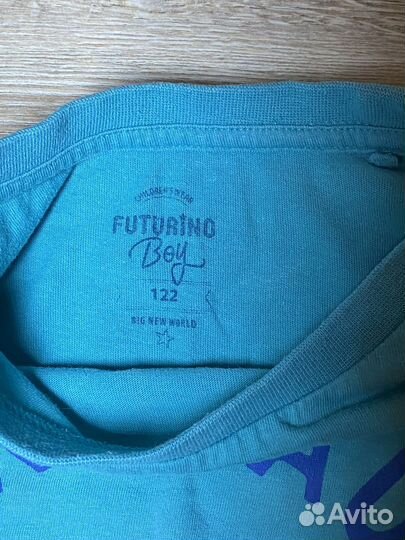 CHILDREN'S WEAR
FUTURINO
Boy
122
BIG NEW WORLD
Avito